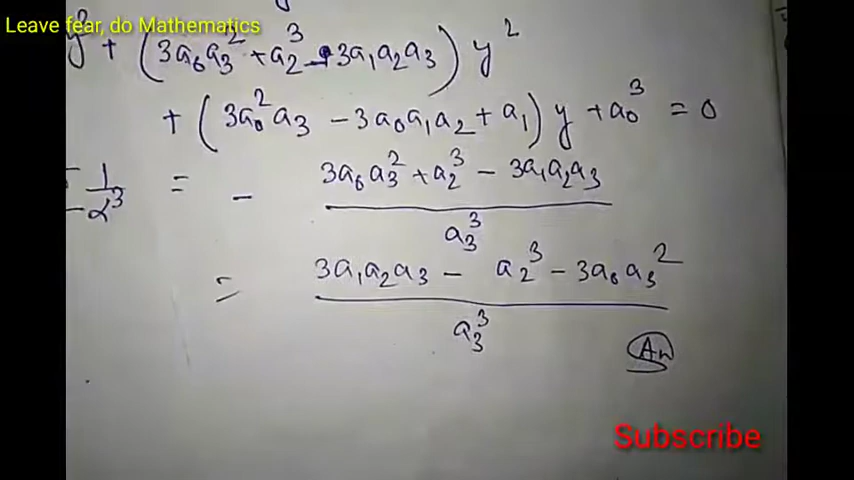 Leave fear, do Mathematics
y³ + (3a₀a₃² + a₂³ - 3a₁a₂a₃) y²
+ (3a₀²a₃ - 3a₀a₁a₂ + a₁) y + a₀³ = 0
1/α³ = - (3a₀a₃² + a₂³ - 3a₁a₂a₃)/a₃³
= (3a₁a₂a₃ - a₂³ - 3a₀a₃²)/a₃³
An
Subscribe